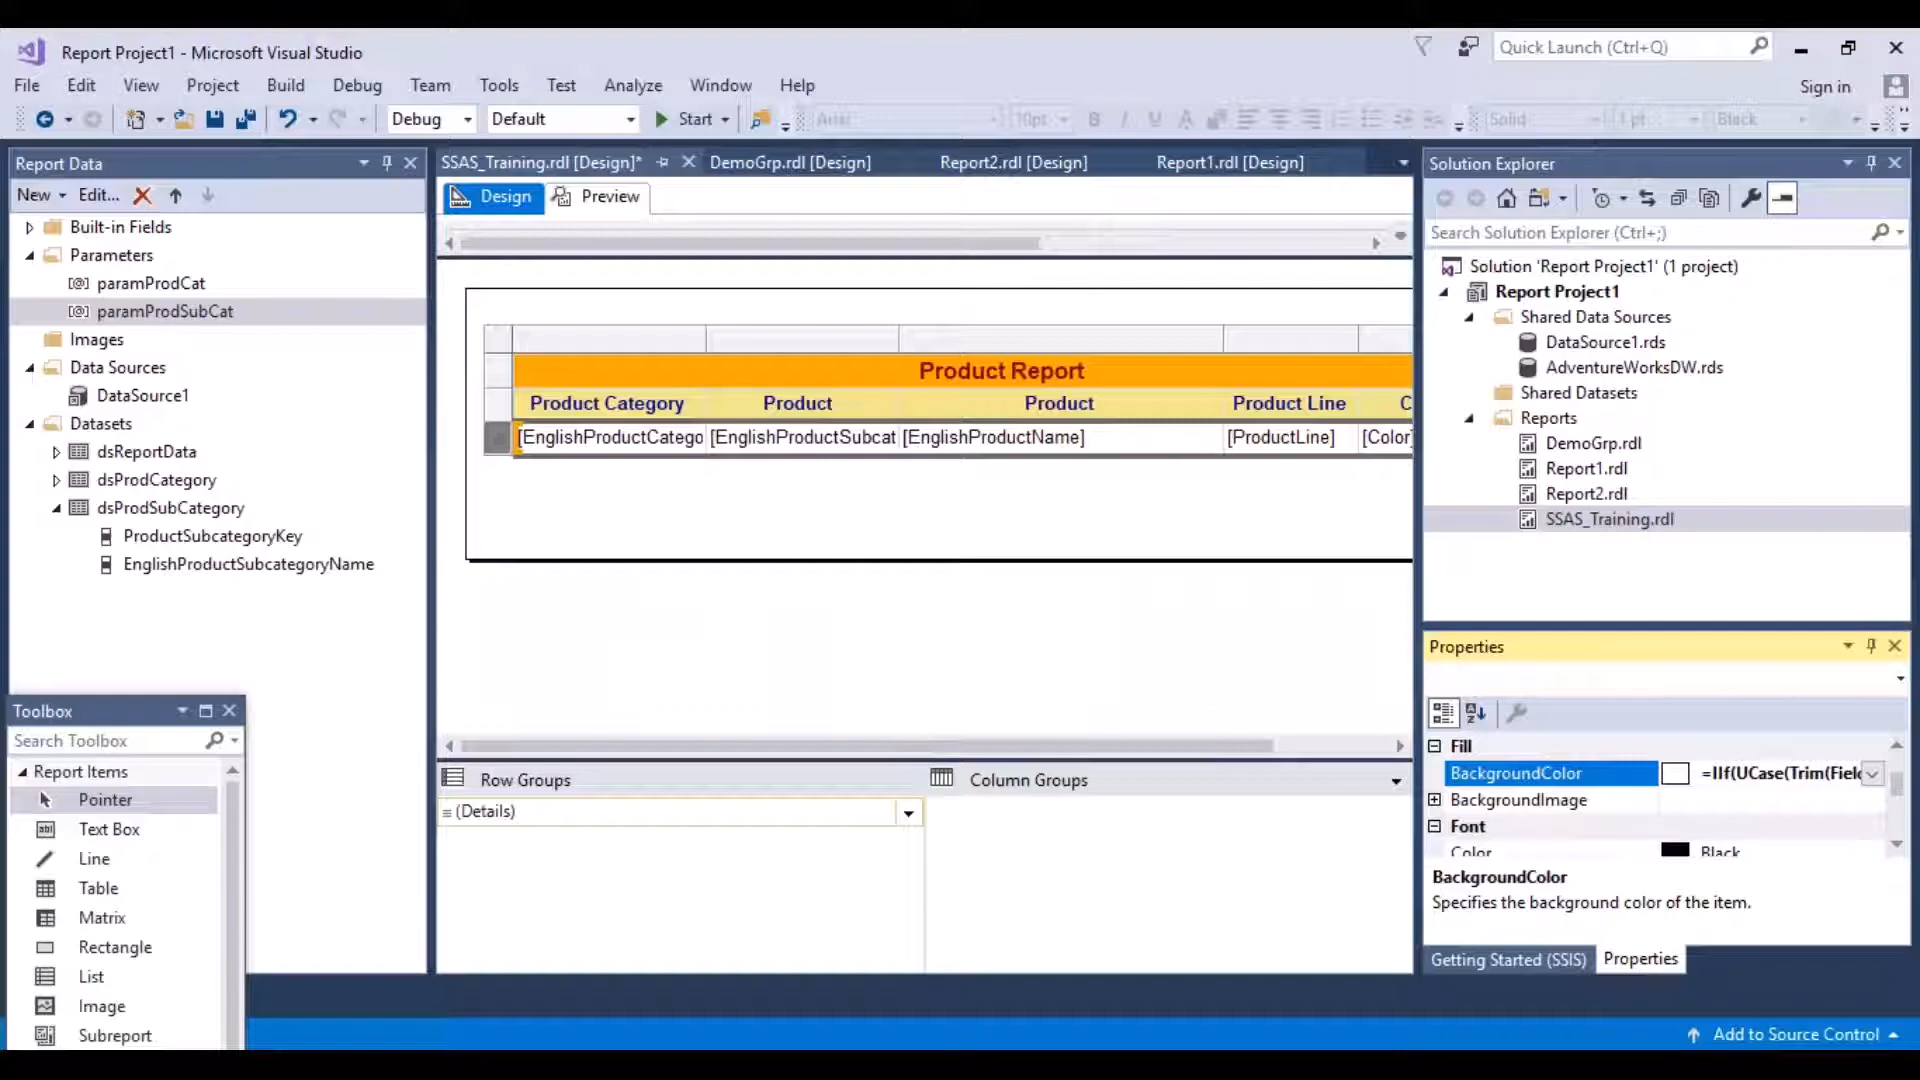 Report Project1 - Microsoft Visual Studio
Quick Launch (Ctrl+Q)
File Edit View Project Build Debug Team Tools Test Analyze Window Help
Sign in
Debug Default Start Arial 10pt B I U A Solid 1pt Black
Report Data
New Edit...
Built-in Fields
Parameters
[@] paramProdCat
[@] paramProdSubCat
Images
Data Sources
DataSource1
Datasets
dsReportData
dsProdCategory
dsProdSubCategory
ProductSubcategoryKey
EnglishProductSubcategoryName
Toolbox
Search Toolbox
Report Items
Pointer
Text Box
Line
Table
Matrix
Rectangle
List
Image
Subreport
SSAS_Training.rdl [Design]* DemoGrp.rdl [Design] Report2.rdl [Design] Report1.rdl [Design]
Design Preview
Product Report
Product Category Product Product Product Line C
[EnglishProductCatego [EnglishProductSubcat [EnglishProductName] [ProductLine] [Color]
Row Groups Column Groups
(Details)
Solution Explorer
Search Solution Explorer (Ctrl+;)
Solution 'Report Project1' (1 project)
Report Project1
Shared Data Sources
DataSource1.rds
AdventureWorksDW.rds
Shared Datasets
Reports
DemoGrp.rdl
Report1.rdl
Report2.rdl
SSAS_Training.rdl
Properties
Fill
BackgroundColor =IIf(UCase(Trim(Fiel
BackgroundImage
Font
Color Black
BackgroundColor
Specifies the background color of the item.
Getting Started (SSIS) Properties
Add to Source Control